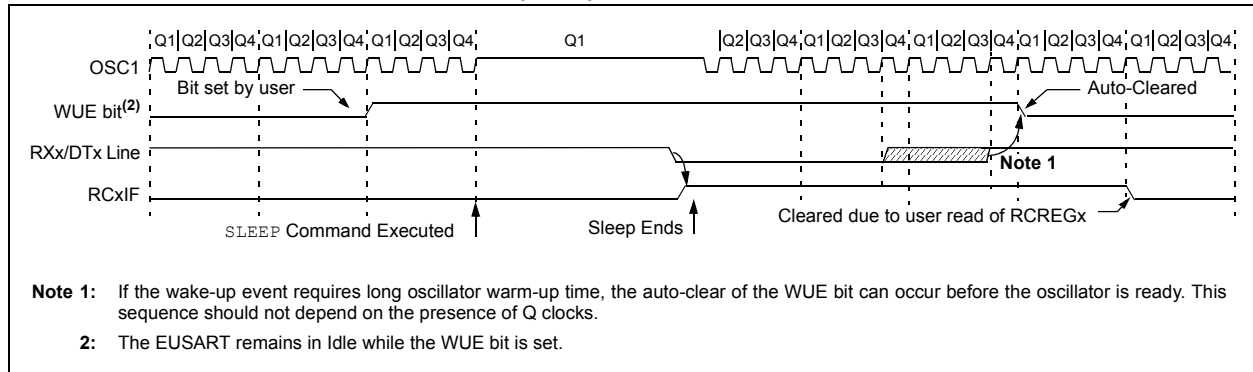 Q1 Q2 Q3 Q4 Q1 Q2 Q3 Q4 Q1 Q2 Q3 Q4 Q1 Q2 Q3 Q4 Q1 Q2 Q3 Q4 Q1 Q2 Q3 Q4 Q1 Q2 Q3 Q4 Q1 Q2 Q3 Q4
OSC1
Bit set by user
Auto-Cleared
WUE bit(2)
RXx/DTx Line
Note 1
RCxIF
Cleared due to user read of RCREGx
SLEEP Command Executed
Sleep Ends
Note 1: If the wake-up event requires long oscillator warm-up time, the auto-clear of the WUE bit can occur before the oscillator is ready. This
sequence should not depend on the presence of Q clocks.
2: The EUSART remains in Idle while the WUE bit is set.